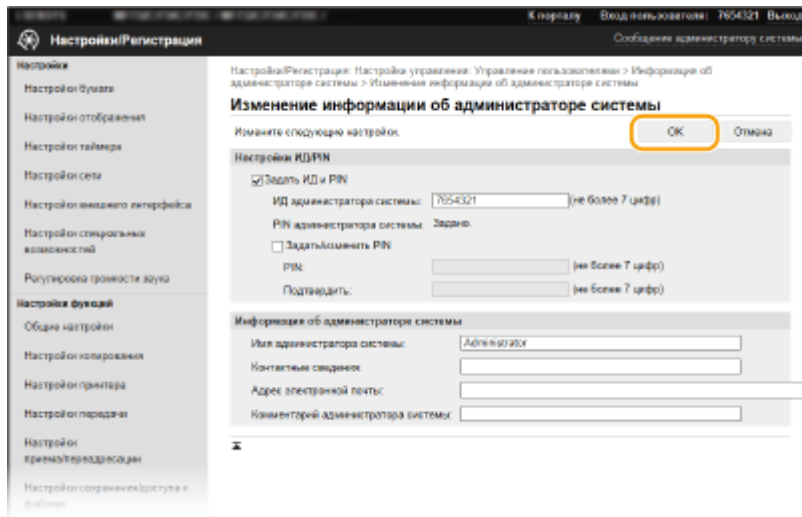 К порталу Вход пользователя: 7654321 Выход
Настройки/Регистрация
Сообщение администратору системы
Настройки
Настройки бумаги
Настройки отображения
Настройки таймера
Настройки сети
Настройки внешнего интерфейса
Настройки специальных
возможностей
Регулировка громкости звука
Настройки функций
Общие настройки
Настройки копирования
Настройки принтера
Настройки передачи
Настройки
приема/переадресации
Настройки сохранения/доступа к
файлам
Настройки/Регистрация: Настройка управления: Управление пользователями > Информация об
администраторе системы > Изменение информации об администраторе системы
Изменение информации об администраторе системы
Измените следующие настройки.
OK Отмена
Настройки ИД/PIN
Задать ИД и PIN
ИД администратора системы: 7654321 (не более 7 цифр)
PIN администратора системы: Задано.
Задать/изменить PIN
PIN: (не более 7 цифр)
Подтвердить: (не более 7 цифр)
Информация об администраторе системы
Имя администратора системы: Administrator
Контактные сведения:
Адрес электронной почты:
Комментарий администратора системы: